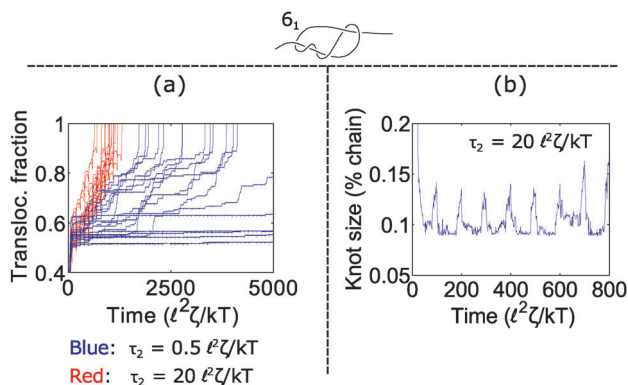 6₁
(a)
(b)
Transloc. fraction
1
0.8
0.6
0.4
0
2500
5000
Time (ℓ²ζ/kT)
Blue: τ₂ = 0.5 ℓ²ζ/kT
Red: τ₂ = 20 ℓ²ζ/kT
Knot size (% chain)
τ₂ = 20 ℓ²ζ/kT
0.2
0.15
0.1
0.05
0 200 400 600 800
Time (ℓ²ζ/kT)